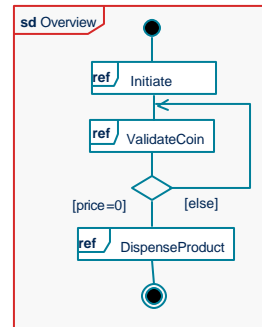 sd Overview
ref Initiate
ref ValidateCoin
[price=0] [else]
ref DispenseProduct